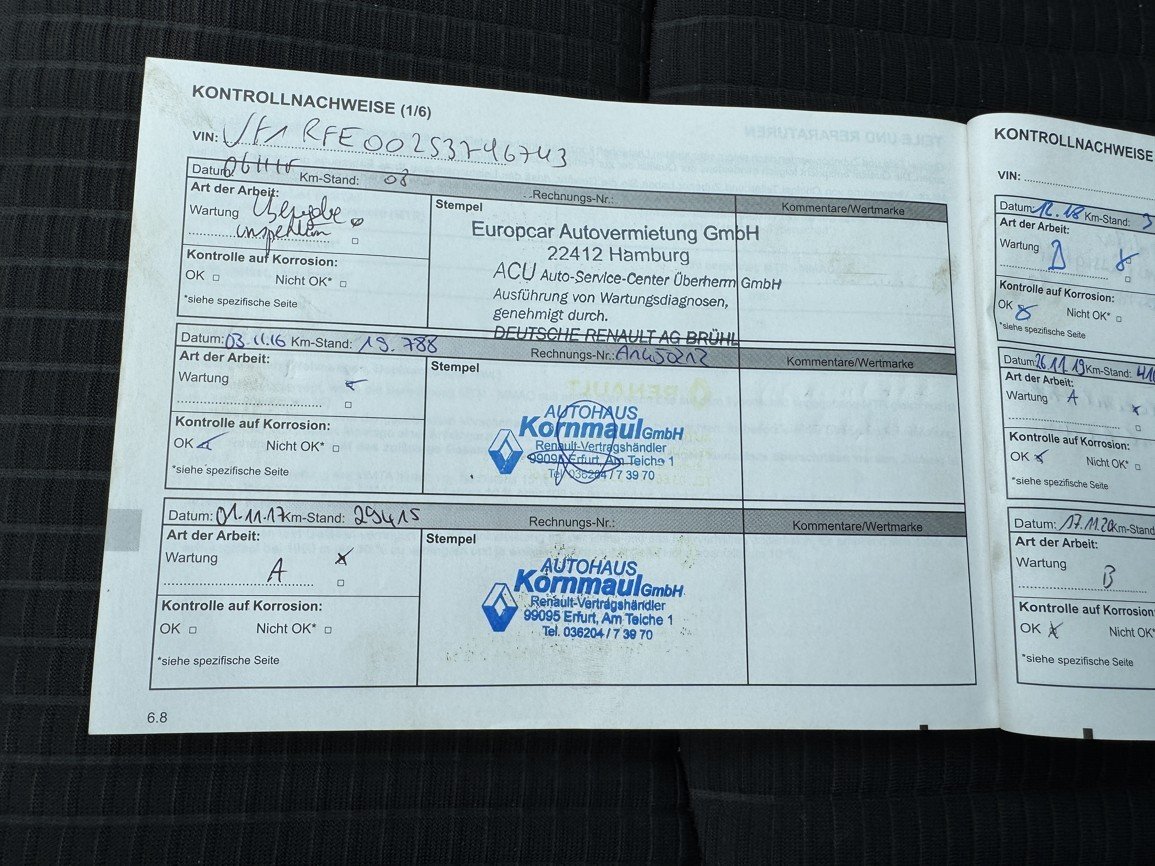 KONTROLLNACHWEISE (1/6)
VIN: VF1 RFE00253746743
Datum: Km-Stand: 08 Rechnungs-Nr.: Kommentare/Wertmarke
Art der Arbeit:
Wartung Übergabe
inspektion
Kontrolle auf Korrosion:
OK Nicht OK*
*siehe spezifische Seite
Stempel
Europcar Autovermietung GmbH
22412 Hamburg
ACU Auto-Service-Center Überherrn GmbH
Ausführung von Wartungsdiagnosen,
genehmigt durch.
DEUTSCHE RENAULT AG BRÜHL
Datum: 03.11.16 Km-Stand: 19.788 Rechnungs-Nr.: Kommentare/Wertmarke
Art der Arbeit:
Wartung
Kontrolle auf Korrosion:
OK Nicht OK*
*siehe spezifische Seite
Stempel
AUTOHAUS
Kornmaul GmbH
Renault-Vertragshändler
99095 Erfurt, Am Teiche 1
Tel. 036204 / 7 39 70
Datum: 01.11.17 Km-Stand: 29415 Rechnungs-Nr.: Kommentare/Wertmarke
Art der Arbeit:
Wartung
A
Kontrolle auf Korrosion:
OK Nicht OK*
*siehe spezifische Seite
Stempel
AUTOHAUS
Kornmaul GmbH
Renault-Vertragshändler
99095 Erfurt, Am Teiche 1
Tel. 036204 / 7 39 70
6.8
KONTROLLNACHWEISE
VIN:
Datum: 12.18 Km-Stand:
Art der Arbeit:
Wartung D
Kontrolle auf Korrosion:
OK Nicht OK*
*siehe spezifische Seite
Datum: 26.11.19 Km-Stand:
Art der Arbeit:
Wartung A
Kontrolle auf Korrosion:
OK Nicht OK*
*siehe spezifische Seite
Datum: 17.11.20 Km-Stand
Art der Arbeit:
Wartung
B
Kontrolle auf Korrosion
OK Nicht OK*
*siehe spezifische Seite